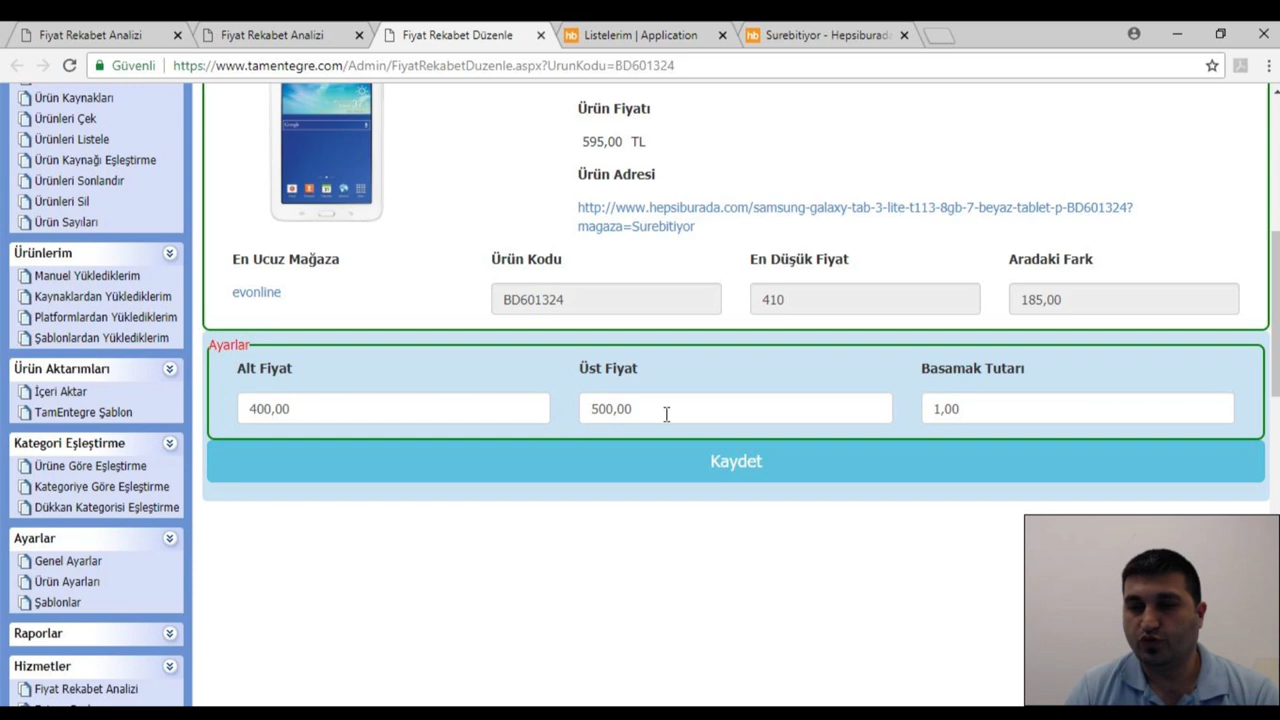 Fiyat Rekabet Analizi
Fiyat Rekabet Analizi
Fiyat Rekabet Düzenle
hb Listelerim | Application
hb Surebitiyor - Hepsiburada
Güvenli
https://www.tamentegre.com/Admin/FiyatRekabetDuzenle.aspx?UrunKodu=BD601324
Ürün Kaynakları
Ürünleri Çek
Ürünleri Listele
Ürün Kaynağı Eşleştirme
Ürünleri Sonlandır
Ürünleri Sil
Ürün Sayıları
Ürünlerim
Manuel Yüklediklerim
Kaynaklardan Yüklediklerim
Platformlardan Yüklediklerim
Şablonlardan Yüklediklerim
Ürün Aktarımları
İçeri Aktar
TamEntegre Şablon
Kategori Eşleştirme
Ürüne Göre Eşleştirme
Kategoriye Göre Eşleştirme
Dükkan Kategorisi Eşleştirme
Ayarlar
Genel Ayarlar
Ürün Ayarları
Şablonlar
Raporlar
Hizmetler
Fiyat Rekabet Analizi
Google
Ürün Fiyatı
595,00 TL
Ürün Adresi
http://www.hepsiburada.com/samsung-galaxy-tab-3-lite-t113-8gb-7-beyaz-tablet-p-BD601324?
magaza=Surebitiyor
En Ucuz Mağaza
Ürün Kodu
En Düşük Fiyat
Aradaki Fark
evonline
BD601324
410
185,00
Ayarlar
Alt Fiyat
Üst Fiyat
Basamak Tutarı
400,00
500,00
1,00
Kaydet